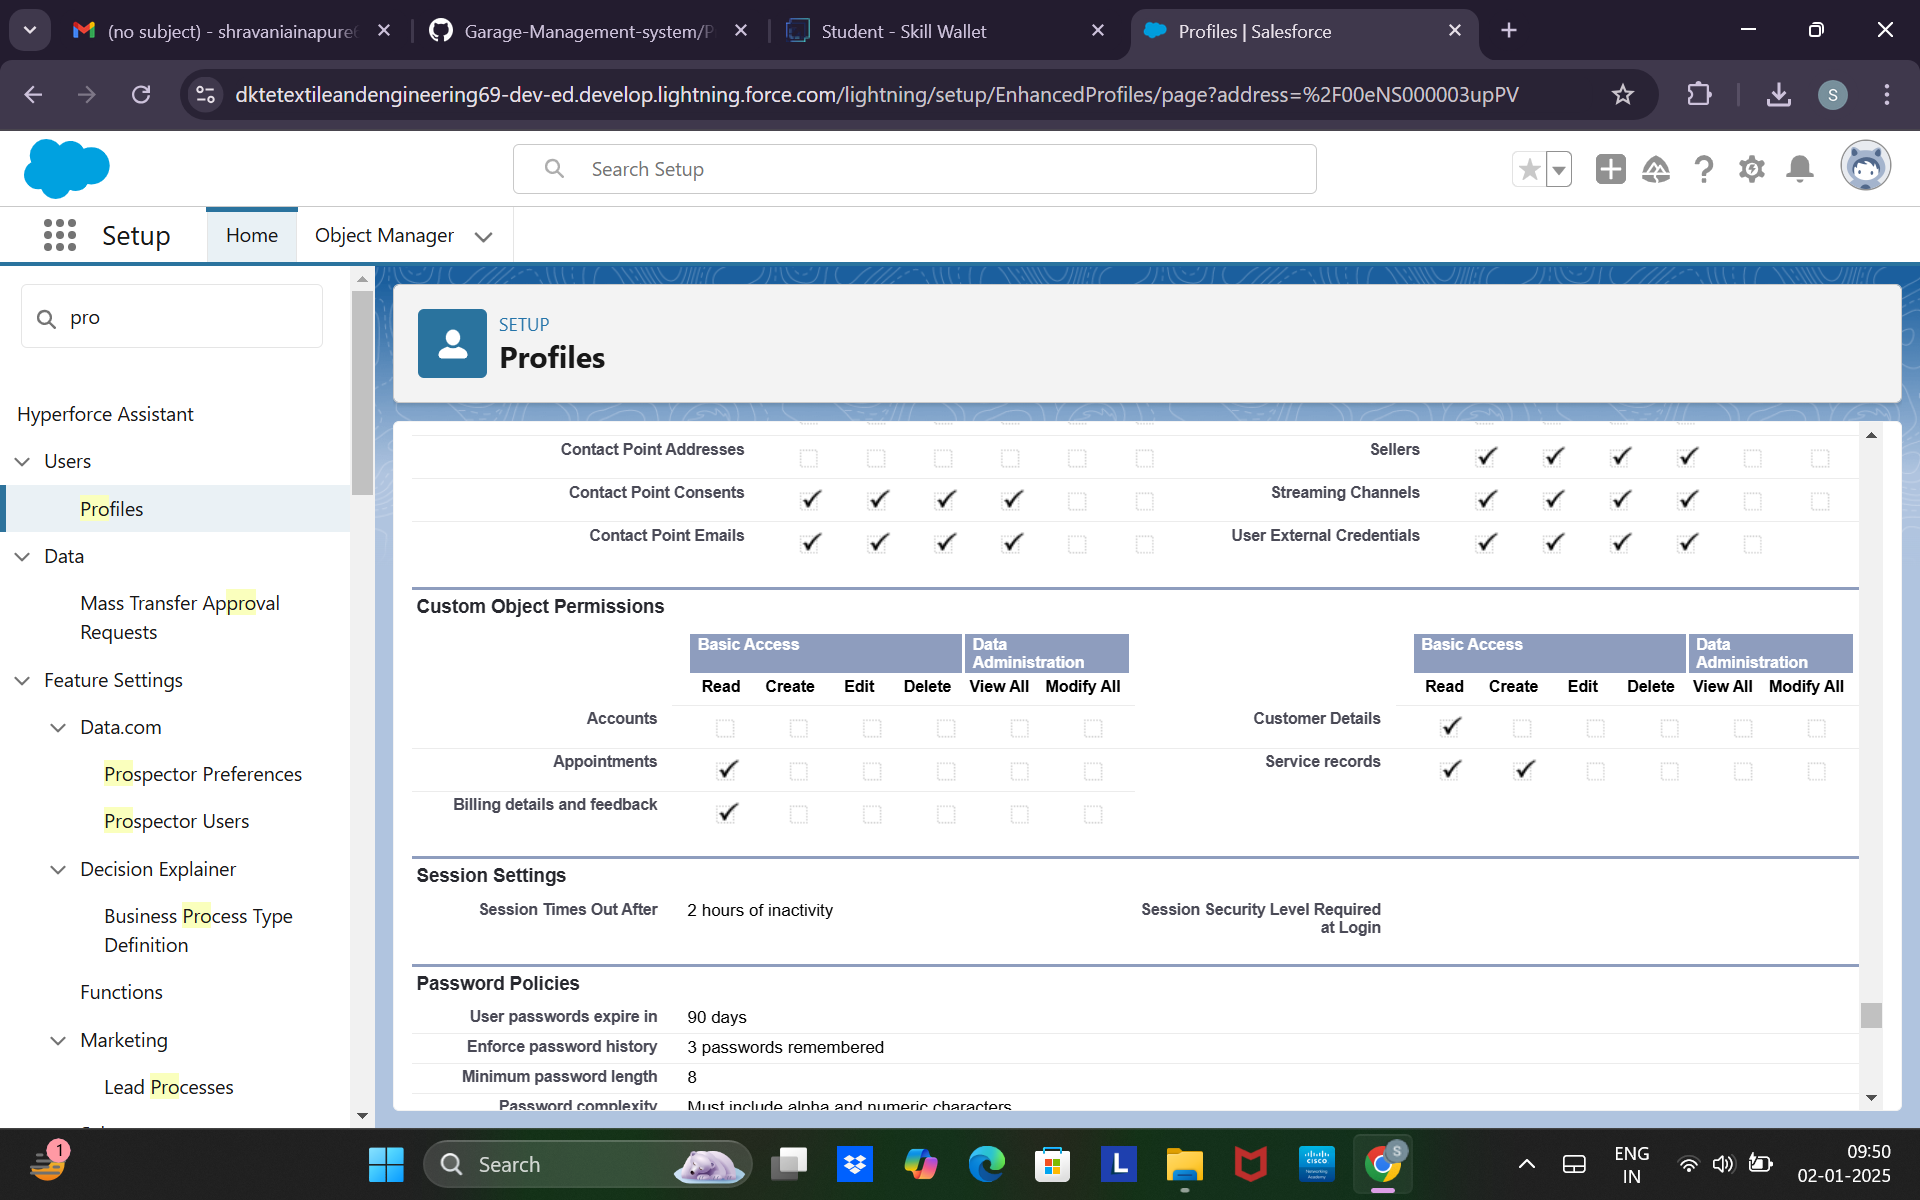 (no subject) - shravaniainapure6
Garage-Management-system/P
Student - Skill Wallet
Profiles | Salesforce
dktetextileandengineering69-dev-ed.develop.lightning.force.com/lightning/setup/EnhancedProfiles/page?address=%2F00eNS000003upPV
S
Search Setup
Setup
Home
Object Manager
pro
Hyperforce Assistant
Users
Profiles
Data
Mass Transfer Approval
Requests
Feature Settings
Data.com
Prospector Preferences
Prospector Users
Decision Explainer
Business Process Type
Definition
Functions
Marketing
Lead Processes
SETUP
Profiles
Contact Point Addresses
Sellers
Contact Point Consents
Streaming Channels
Contact Point Emails
User External Credentials
Custom Object Permissions
Basic Access Data Administration
Read Create Edit Delete View All Modify All
Accounts
Appointments
Billing details and feedback
Basic Access Data Administration
Read Create Edit Delete View All Modify All
Customer Details
Service records
Session Settings
Session Times Out After 2 hours of inactivity
Session Security Level Required
at Login
Password Policies
User passwords expire in 90 days
Enforce password history 3 passwords remembered
Minimum password length 8
Password complexity Must include alpha and numeric characters
1
Search
L
CISCO
S
ENG
IN
09:50
02-01-2025